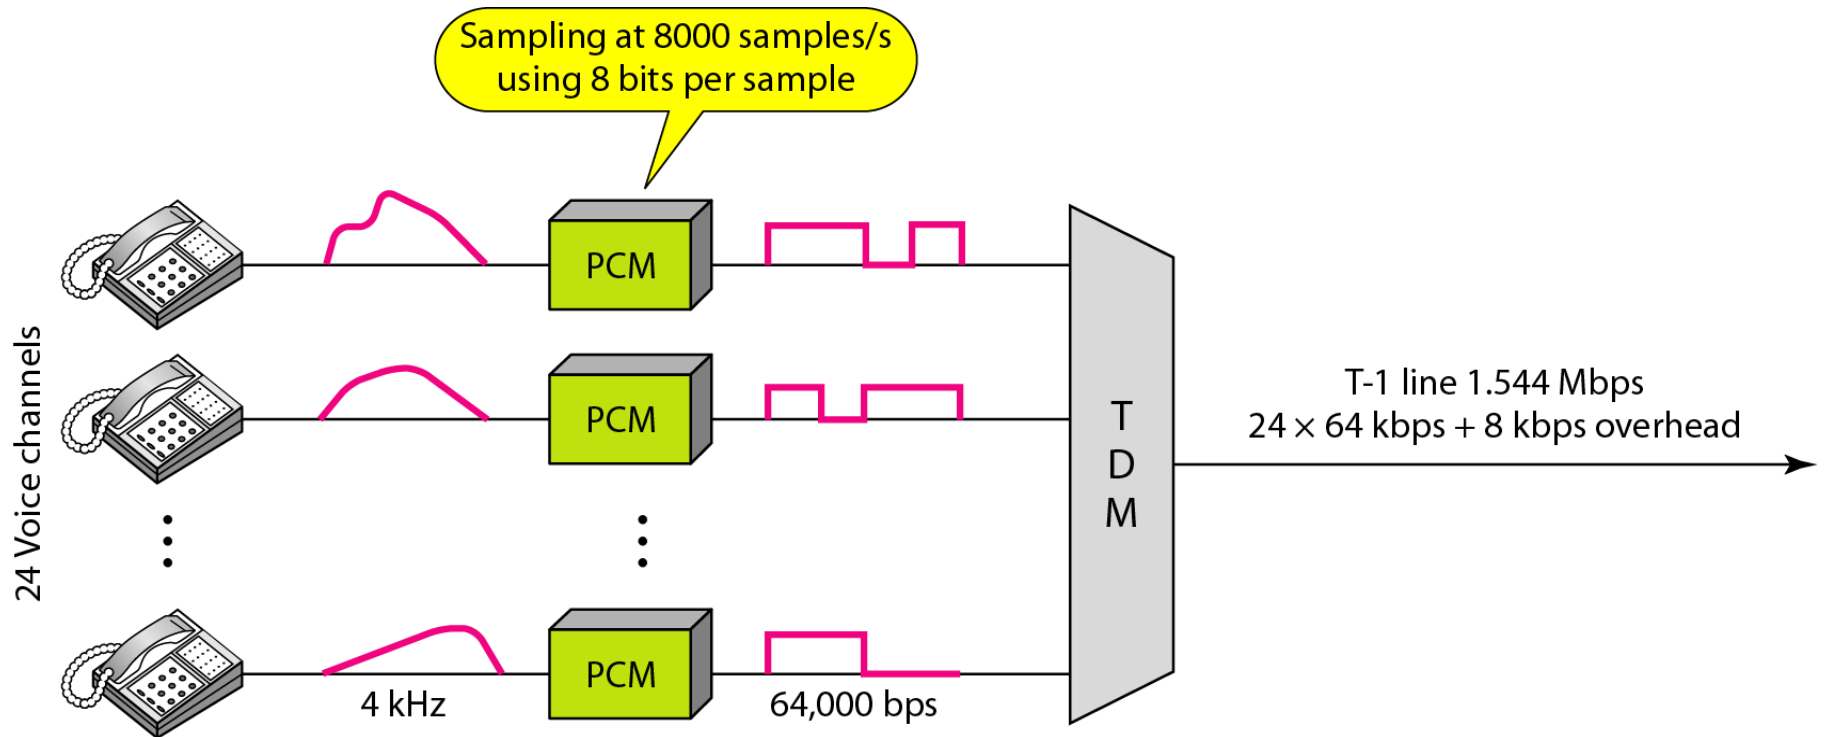 Sampling at 8000 samples/s
using 8 bits per sample
24 Voice channels
PCM
PCM
PCM
4 kHz
64,000 bps
T
D
M
T-1 line 1.544 Mbps
24 × 64 kbps + 8 kbps overhead